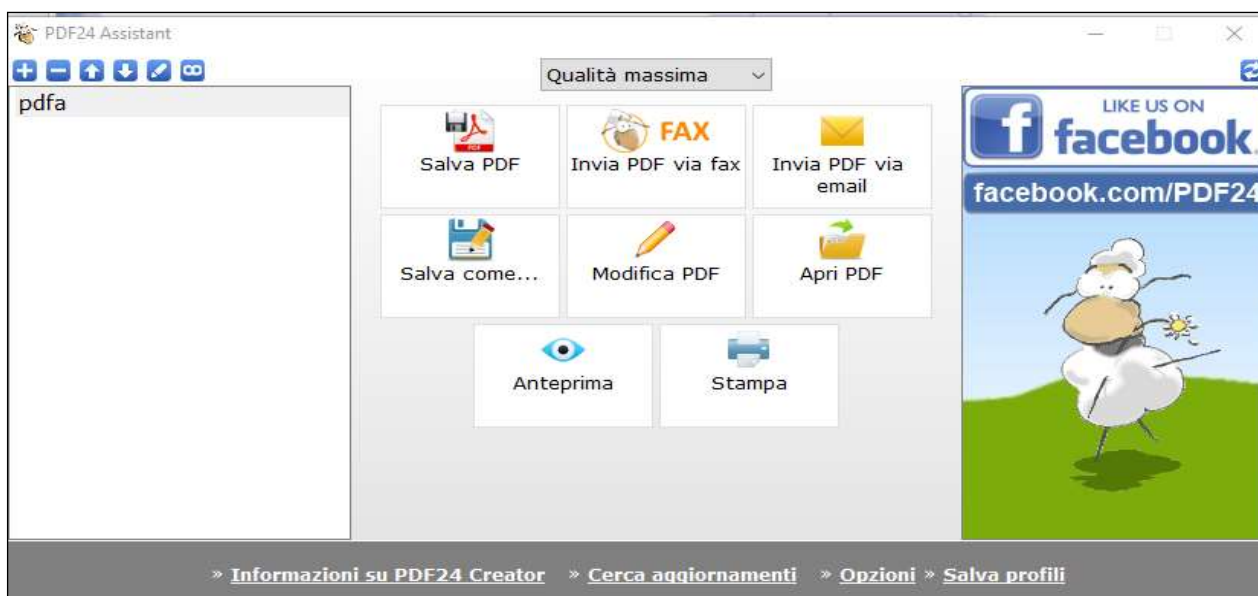 PDF24 Assistant
Qualità massima
pdfa
Salva PDF
FAX
Invia PDF via fax
Invia PDF via
email
Salva come...
Modifica PDF
Apri PDF
Anteprima
Stampa
LIKE US ON
facebook.
facebook.com/PDF24
» Informazioni su PDF24 Creator » Cerca aggiornamenti » Opzioni » Salva profili